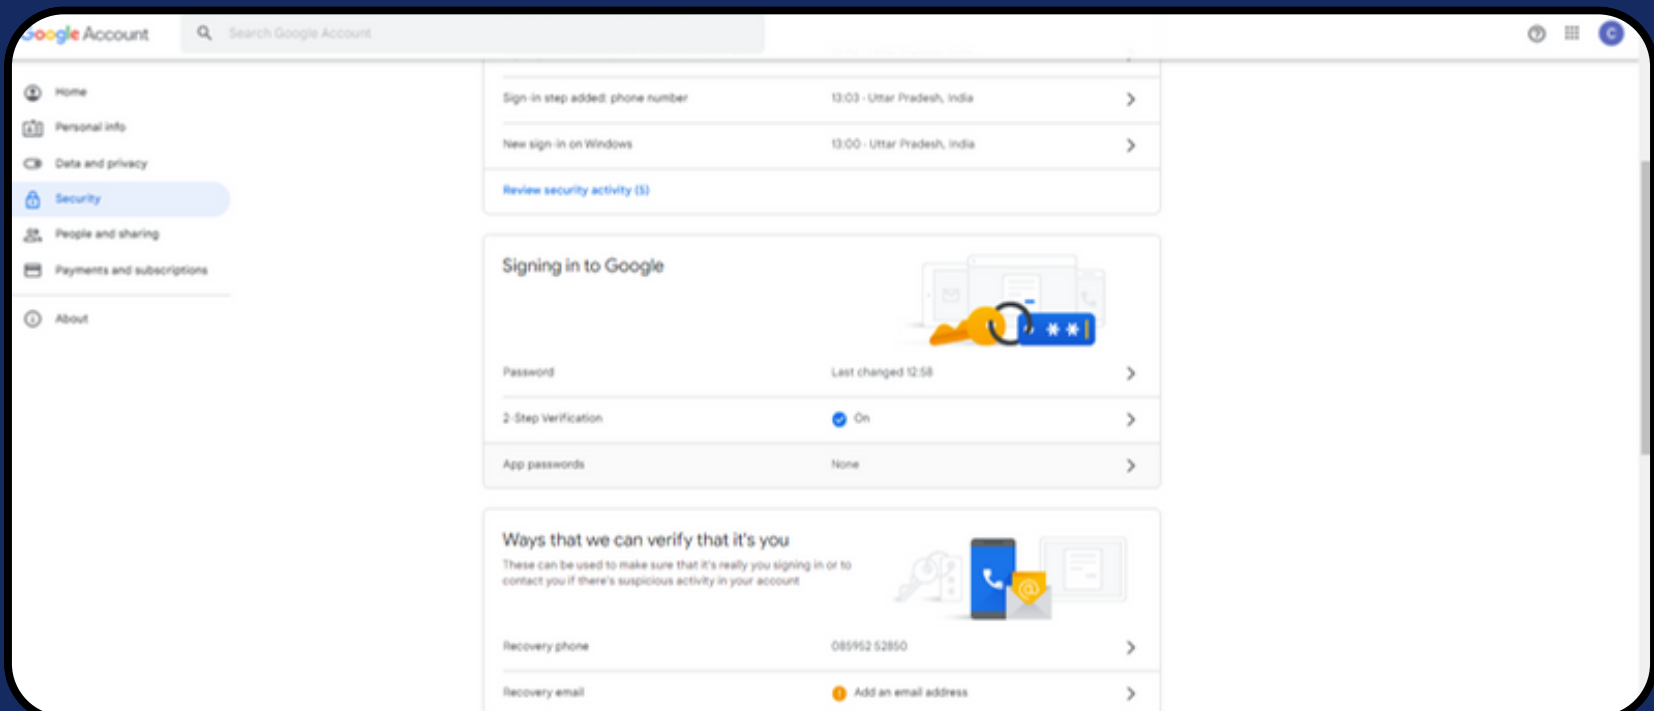 Google Account
Search Google Account
C
Home
Personal info
Data and privacy
Security
People and sharing
Payments and subscriptions
About
Sign-in step added: phone number 13:03 - Uttar Pradesh, India
New sign-in on Windows 13:00 - Uttar Pradesh, India
Review security activity (5)
Signing in to Google
* *
Password Last changed 12:58
2-Step Verification On
App passwords None
Ways that we can verify that it's you
These can be used to make sure that it's really you signing in or to
contact you if there's suspicious activity in your account
Recovery phone 085952 52850
Recovery email ! Add an email address